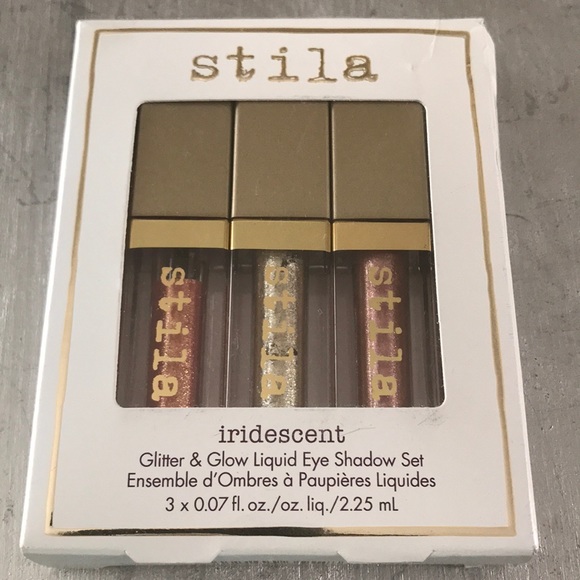 stila
stila
stila
stila
iridescent
Glitter & Glow Liquid Eye Shadow Set
Ensemble d'Ombres à Paupières Liquides
3 x 0.07 fl. oz./oz. liq./2.25 mL